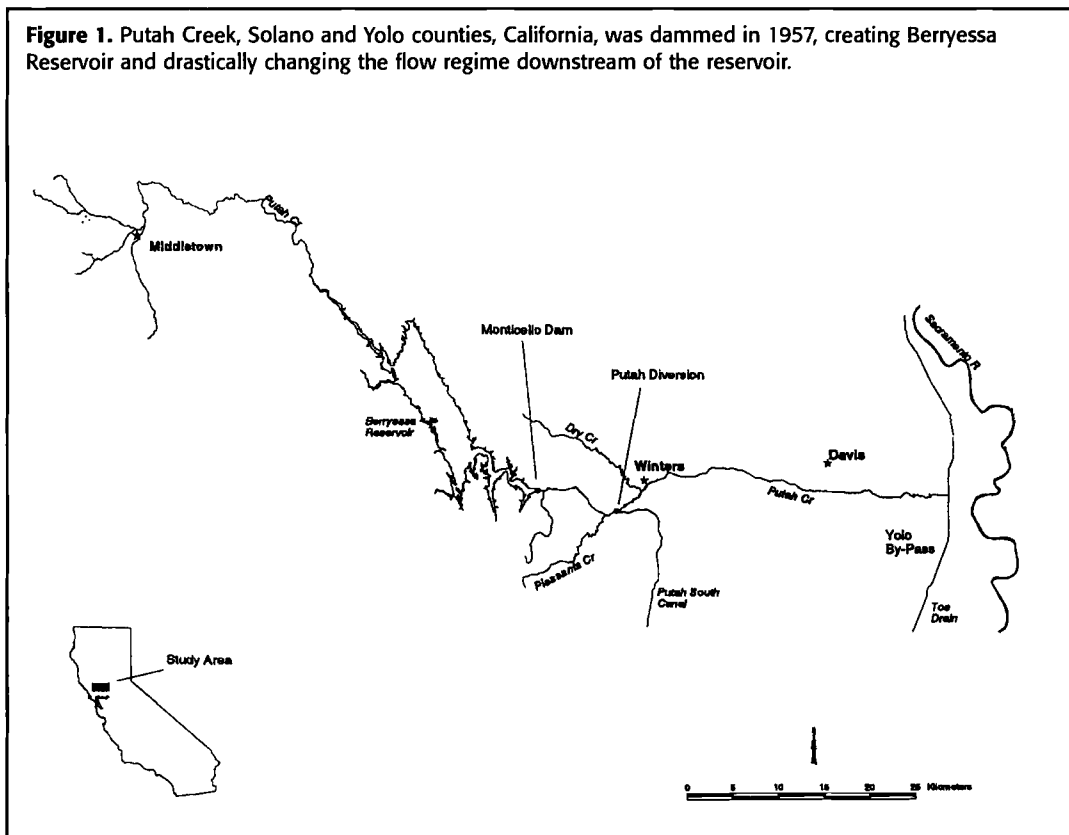 Figure 1. Putah Creek, Solano and Yolo counties, California, was dammed in 1957, creating Berryessa
Reservoir and drastically changing the flow regime downstream of the reservoir.
Putah Cr
Middletown
Monticello Dam
Sacramento R
Putah Diversion
Berryessa
Reservoir
Dry Cr
Winters
Davis
Putah Cr
Yolo
By-Pass
Pleasants Cr
Putah South
Canal
Toe
Drain
Study Area
0 5 10 15 20 25 Kilometers